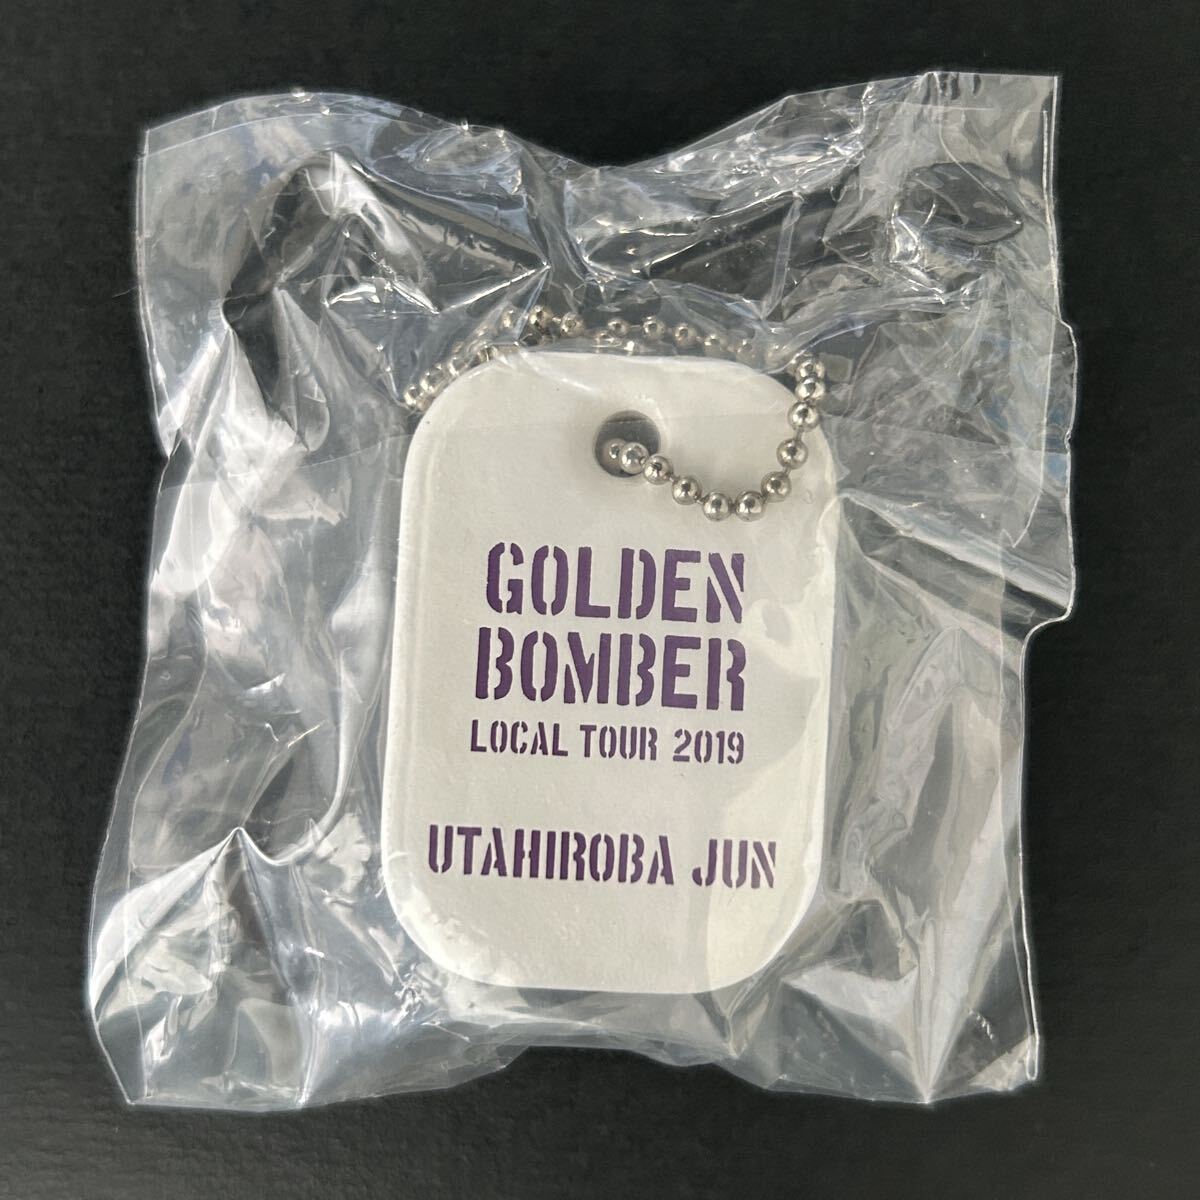 GOLDEN
BOMBER
LOCAL TOUR 2019
UTAHIROBA JUN